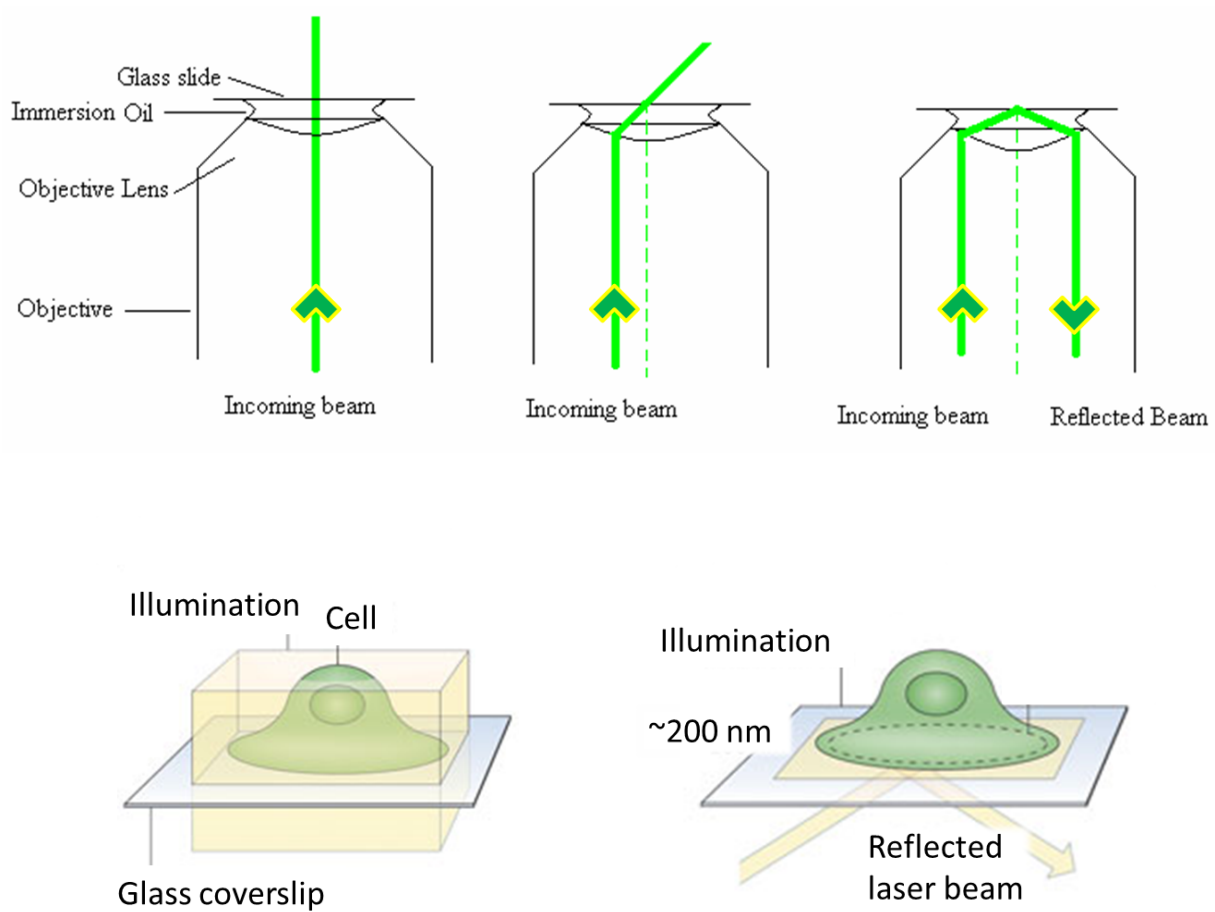 Glass slide
Immersion Oil
Objective Lens
Objective
Incoming beam
Incoming beam
Incoming beam
Reflected Beam
Illumination
Cell
Glass coverslip
Illumination
~200 nm
Reflected
laser beam